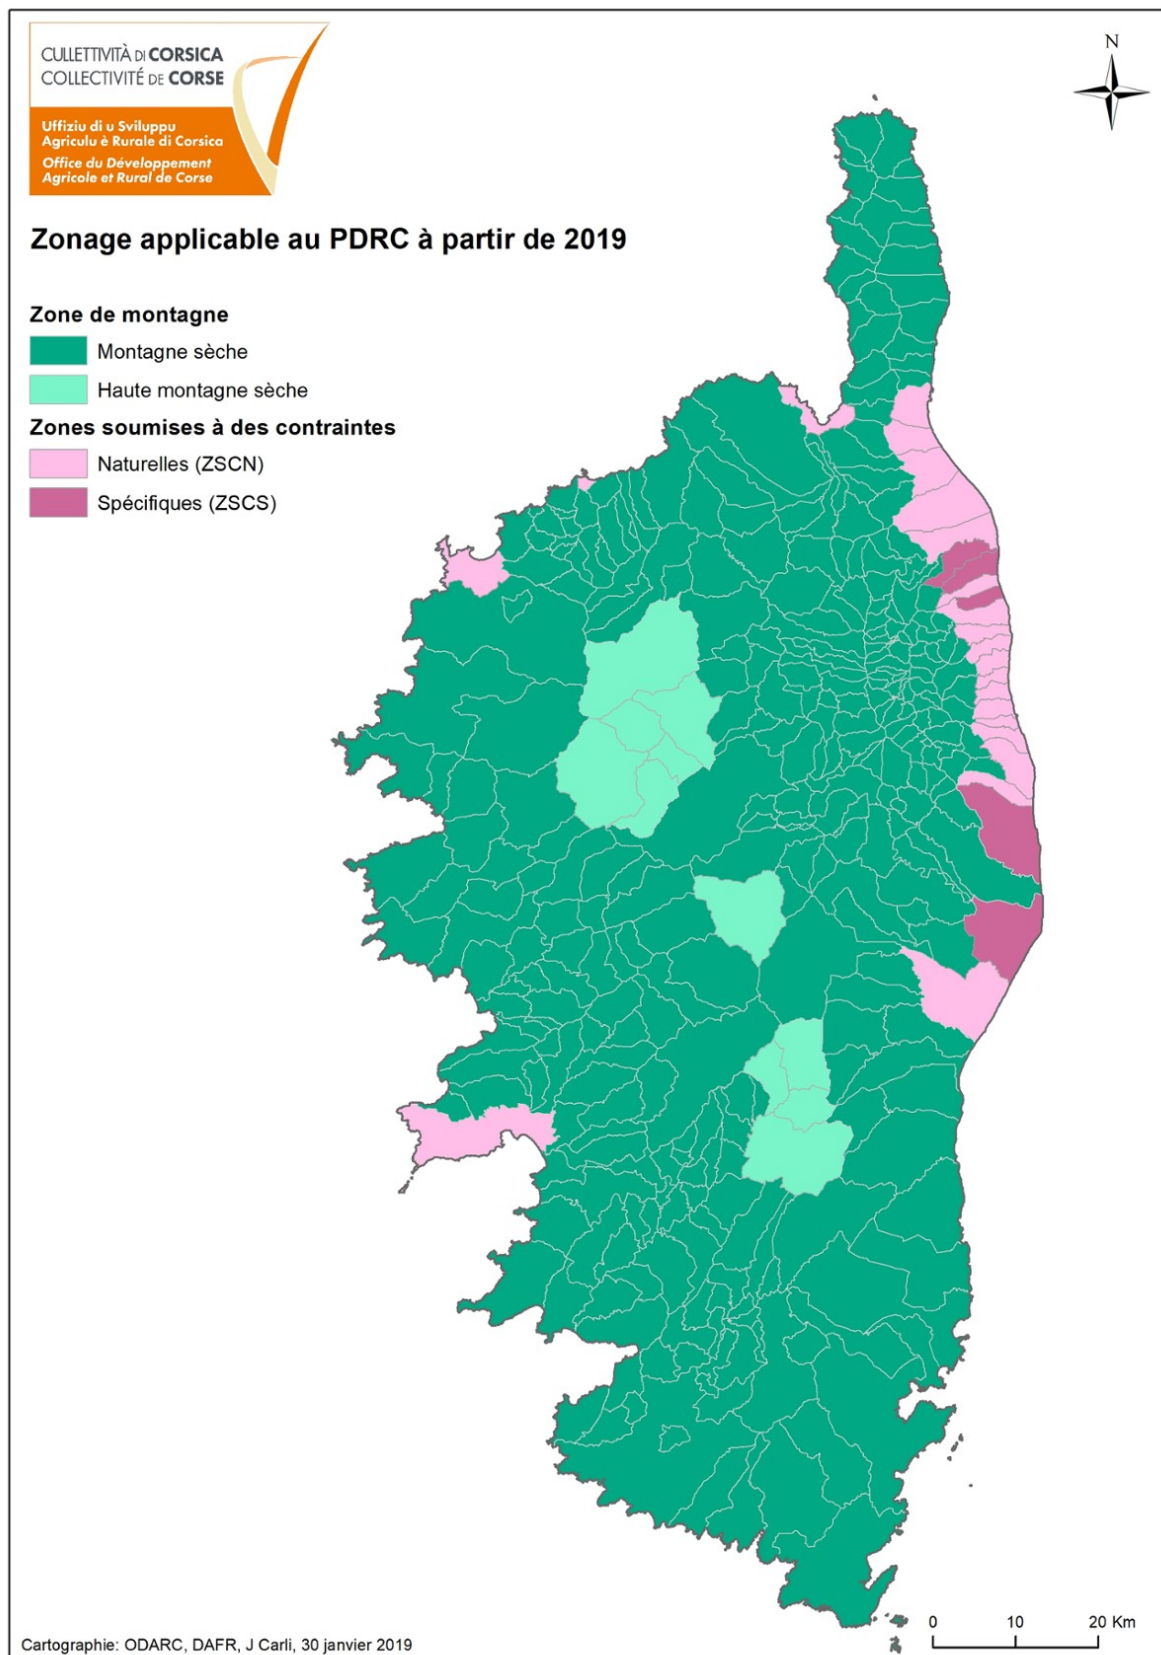 CULLETTIVITÀ DI CORSICA
COLLECTIVITÉ DE CORSE
Uffiziu di u Sviluppu
Agriculu è Rurale di Corsica
Office du Développement
Agricole et Rural de Corse
N
Zonage applicable au PDRC à partir de 2019
Zone de montagne
Montagne sèche
Haute montagne sèche
Zones soumises à des contraintes
Naturelles (ZSCN)
Spécifiques (ZSCS)
0 10 20 Km
Cartographie: ODARC, DAFR, J Carli, 30 janvier 2019